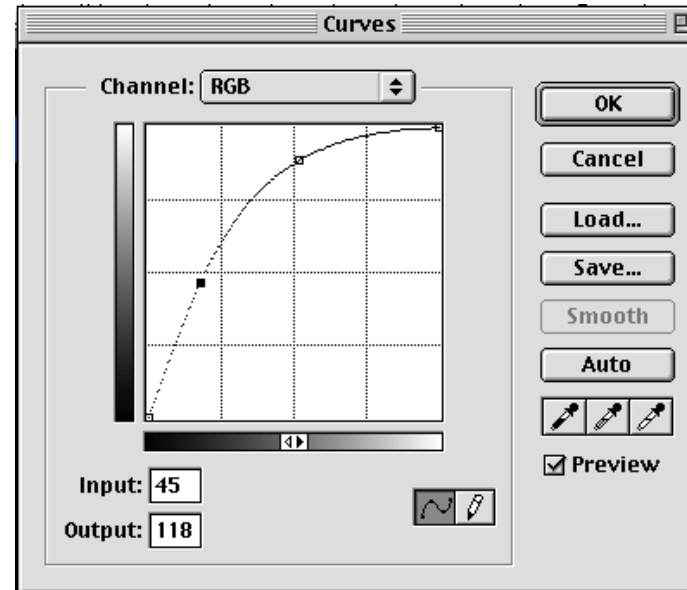 Curves
Channel: RGB
OK
Cancel
Load...
Save...
Smooth
Auto
Preview
Input: 45
Output: 118